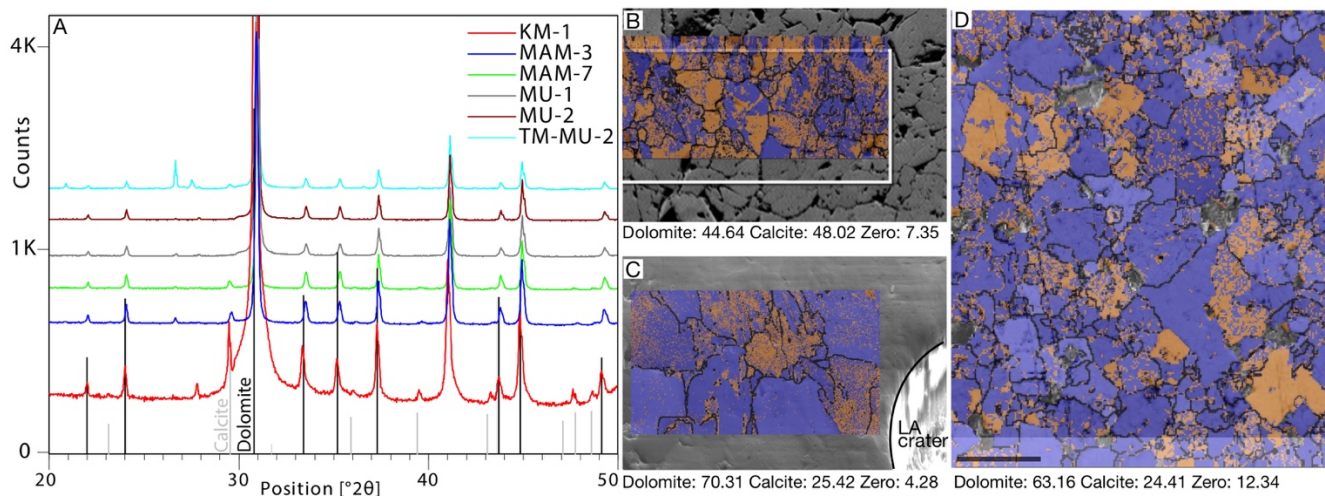 A
4K
Counts
1K
0
20
30
40
50
Position [°2θ]
KM-1
MAM-3
MAM-7
MU-1
MU-2
TM-MU-2
Calcite
Dolomite
B
Dolomite: 44.64 Calcite: 48.02 Zero: 7.35
C
LA
crater
Dolomite: 70.31 Calcite: 25.42 Zero: 4.28
D
Dolomite: 63.16 Calcite: 24.41 Zero: 12.34